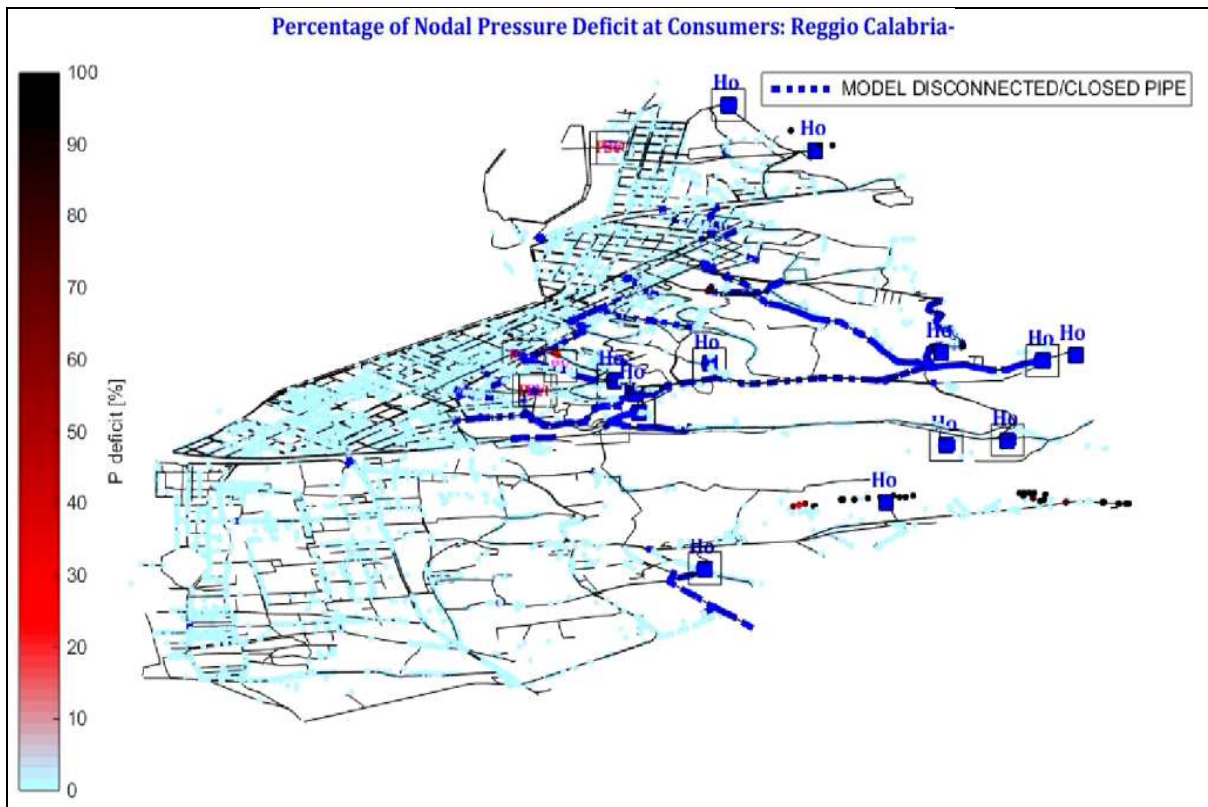 Percentage of Nodal Pressure Deficit at Consumers: Reggio Calabria-
MODEL DISCONNECTED/CLOSED PIPE
P deficit [%]
100
90
80
70
60
50
40
30
20
10
0
Ho
Ho
Ho
Ho
Ho
Ho
Ho
Ho
Ho
Ho
Ho
Ho